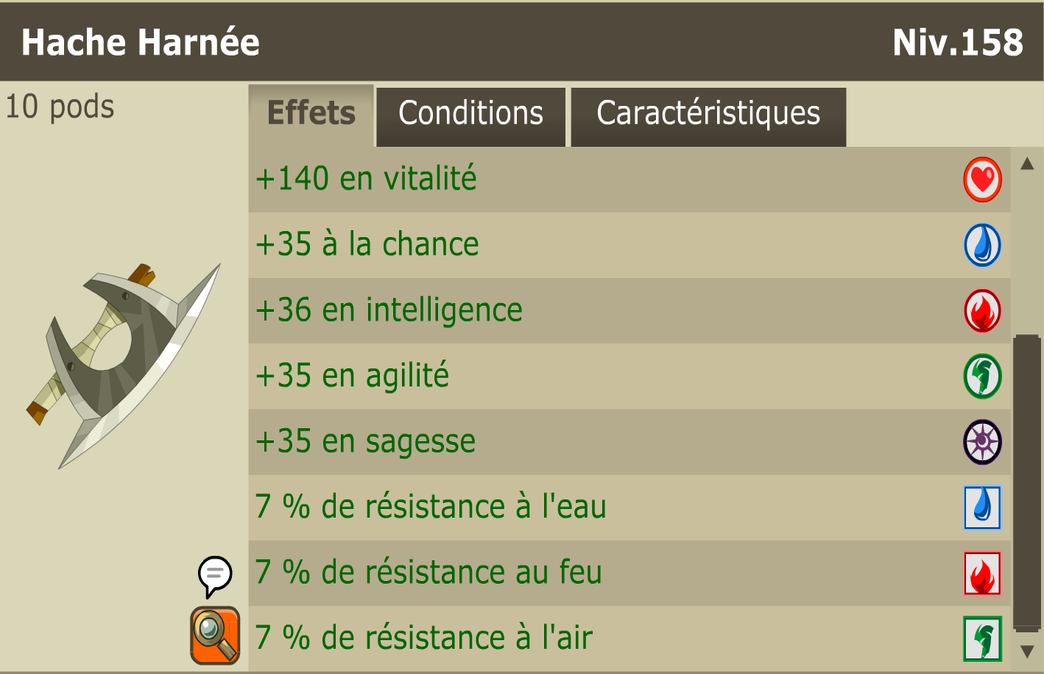 Hache Harnée
Niv.158
10 pods
Effets
Conditions
Caractéristiques
+140 en vitalité
+35 à la chance
+36 en intelligence
+35 en agilité
+35 en sagesse
7 % de résistance à l'eau
7 % de résistance au feu
7 % de résistance à l'air